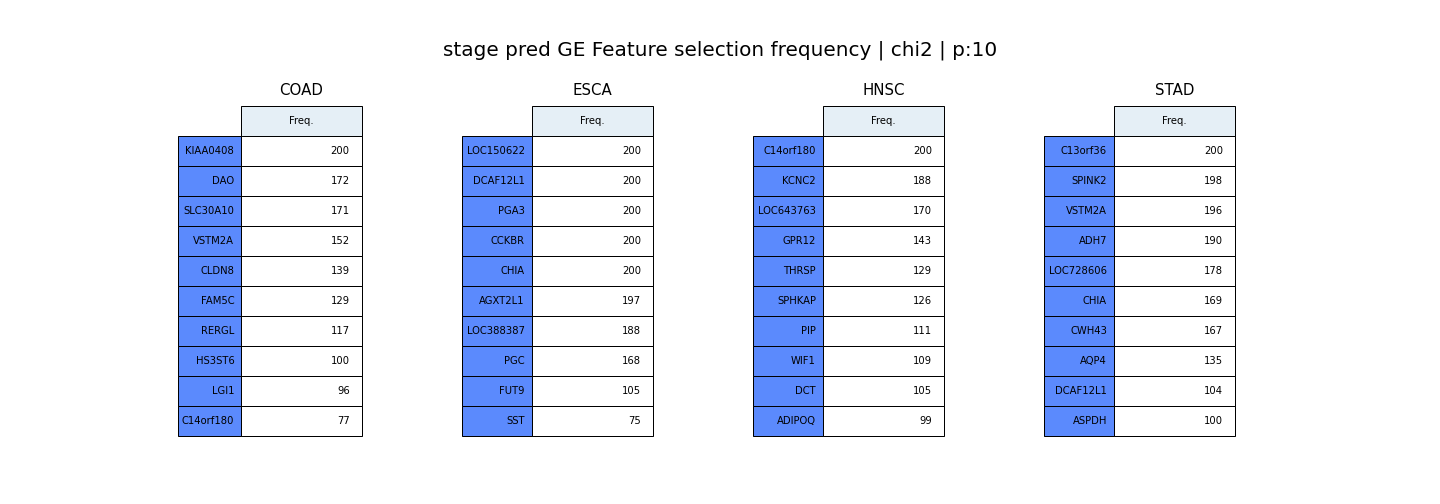 stage pred GE Feature selection frequency | chi2 | p:10
COAD
Freq.
KIAA0408 200
DAO 172
SLC30A10 171
VSTM2A 152
CLDN8 139
FAM5C 129
RERGL 117
HS3ST6 100
LGI1 96
C14orf180 77
ESCA
Freq.
LOC150622 200
DCAF12L1 200
PGA3 200
CCKBR 200
CHIA 200
AGXT2L1 197
LOC388387 188
PGC 168
FUT9 105
SST 75
HNSC
Freq.
C14orf180 200
KCNC2 188
LOC643763 170
GPR12 143
THRSP 129
SPHKAP 126
PIP 111
WIF1 109
DCT 105
ADIPOQ 99
STAD
Freq.
C13orf36 200
SPINK2 198
VSTM2A 196
ADH7 190
LOC728606 178
CHIA 169
CWH43 167
AQP4 135
DCAF12L1 104
ASPDH 100